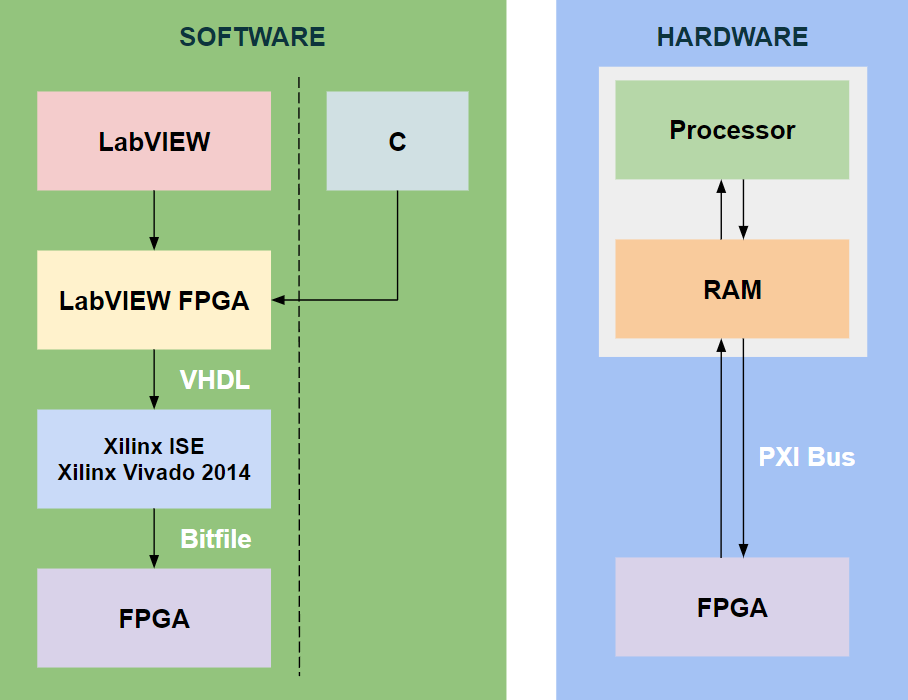 SOFTWARE
LabVIEW
C
LabVIEW FPGA
VHDL
Xilinx ISE
Xilinx Vivado 2014
Bitfile
FPGA
HARDWARE
Processor
RAM
PXI Bus
FPGA